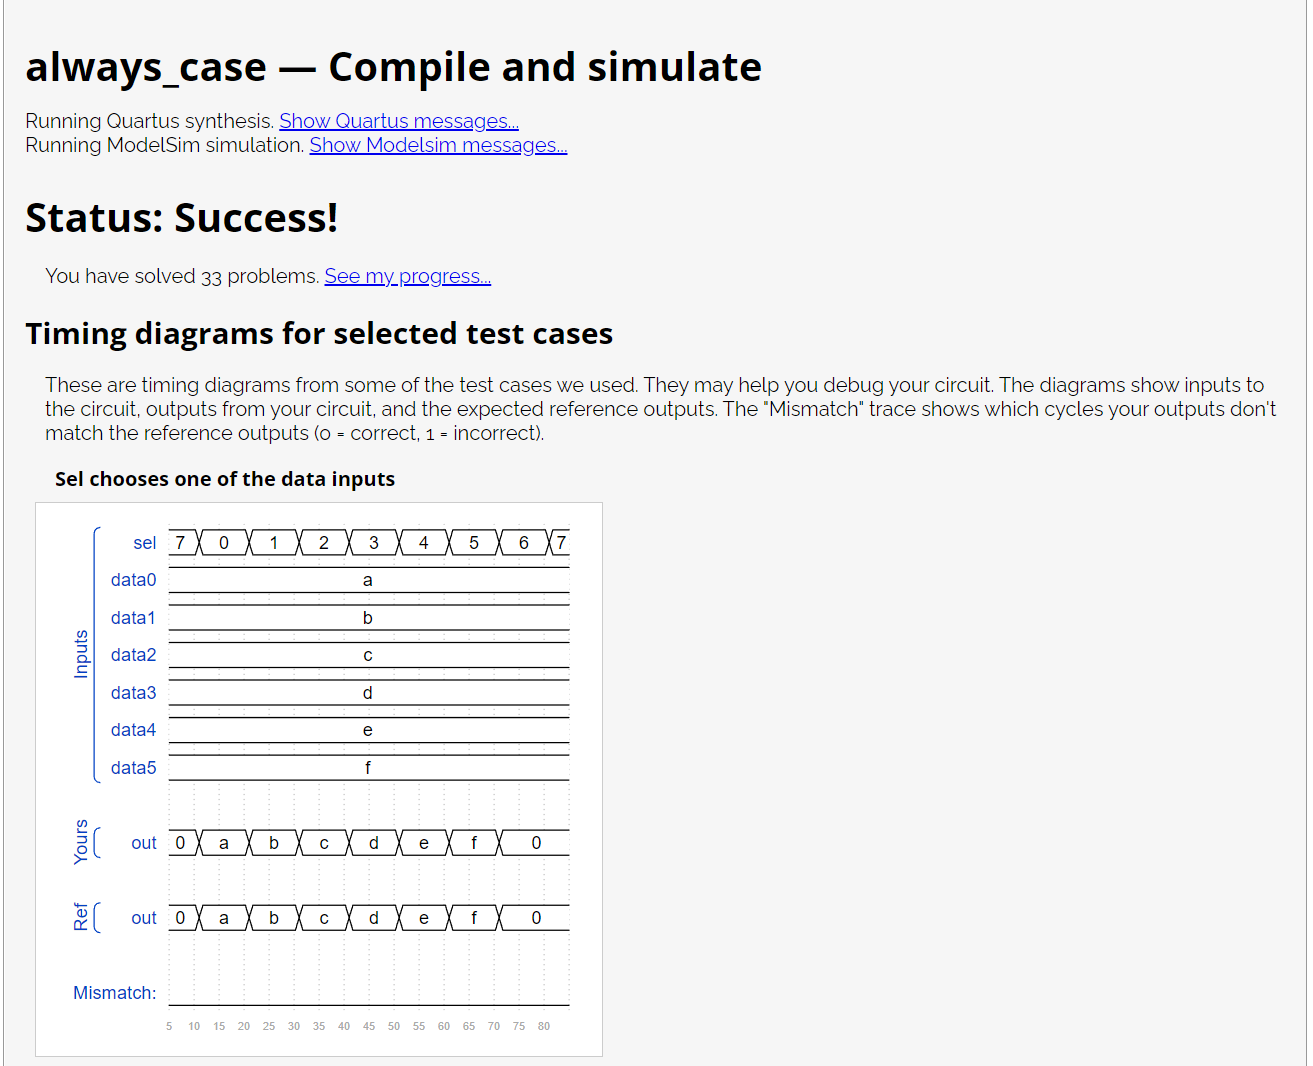 always_case — Compile and simulate
Running Quartus synthesis. Show Quartus messages...
Running ModelSim simulation. Show Modelsim messages...
Status: Success!
You have solved 33 problems. See my progress...
Timing diagrams for selected test cases
These are timing diagrams from some of the test cases we used. They may help you debug your circuit. The diagrams show inputs to
the circuit, outputs from your circuit, and the expected reference outputs. The "Mismatch" trace shows which cycles your outputs don't
match the reference outputs (0 = correct, 1 = incorrect).
Sel chooses one of the data inputs
Inputs
sel 7 0 1 2 3 4 5 6 7
data0 a
data1 b
data2 c
data3 d
data4 e
data5 f
Yours
out 0 a b c d e f 0
Ref
out 0 a b c d e f 0
Mismatch:
5 10 15 20 25 30 35 40 45 50 55 60 65 70 75 80